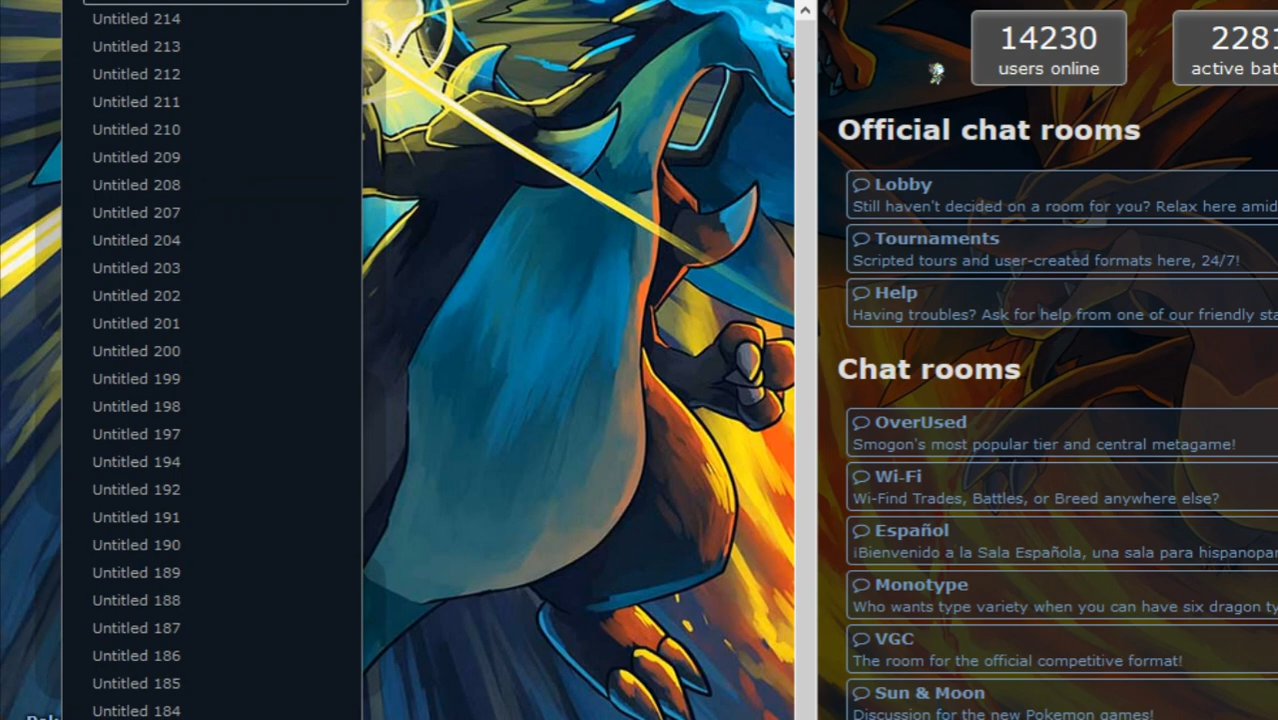 Untitled 214
Untitled 213
Untitled 212
Untitled 211
Untitled 210
Untitled 209
Untitled 208
Untitled 207
Untitled 204
Untitled 203
Untitled 202
Untitled 201
Untitled 200
Untitled 199
Untitled 198
Untitled 197
Untitled 194
Untitled 192
Untitled 191
Untitled 190
Untitled 189
Untitled 188
Untitled 187
Untitled 186
Untitled 185
Untitled 184
14230
users online
2281
active bat
Official chat rooms
Lobby
Still haven't decided on a room for you? Relax here amid
Tournaments
Scripted tours and user-created formats here, 24/7!
Help
Having troubles? Ask for help from one of our friendly sta
Chat rooms
OverUsed
Smogon's most popular tier and central metagame!
Wi-Fi
Wi-Find Trades, Battles, or Breed anywhere else?
Español
¡Bienvenido a la Sala Española, una sala para hispanopar
Monotype
Who wants type variety when you can have six dragon ty
VGC
The room for the official competitive format!
Sun & Moon
Discussion for the new Pokemon games!